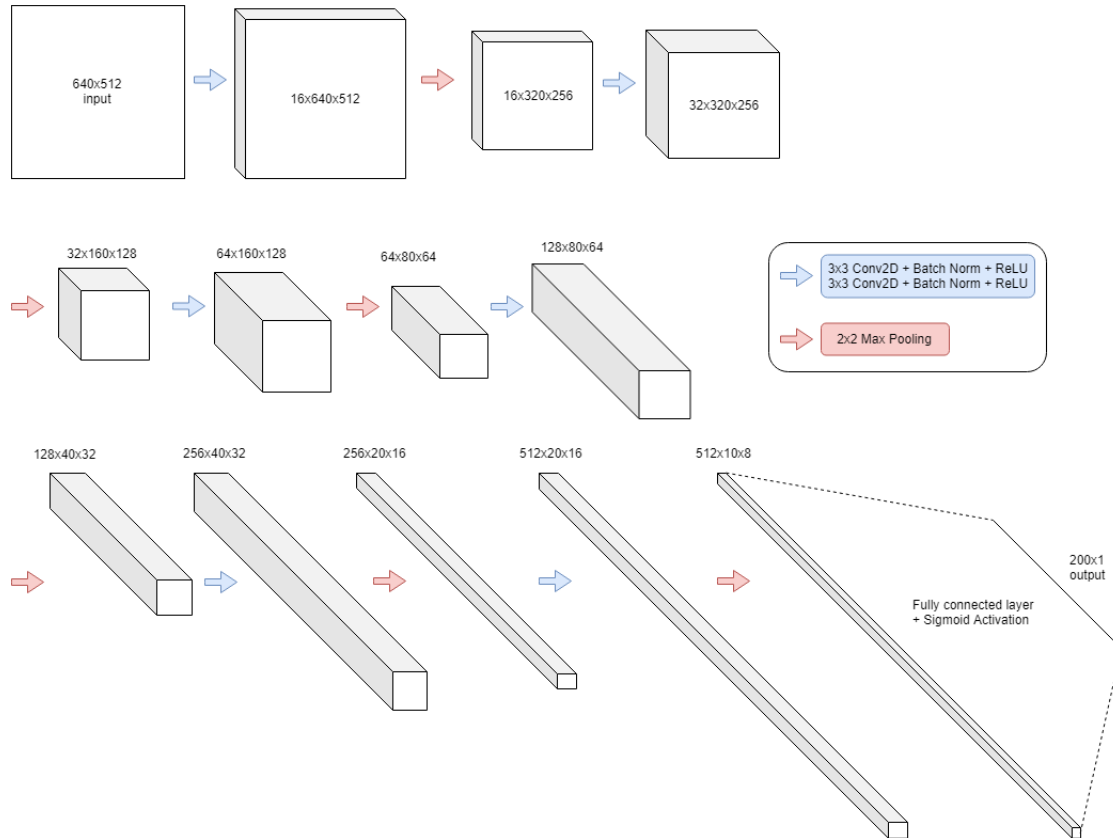 640x512
input
16x640x512
16x320x256
32x320x256
32x160x128
64x160x128
64x80x64
128x80x64
3x3 Conv2D + Batch Norm + ReLU
3x3 Conv2D + Batch Norm + ReLU
2x2 Max Pooling
128x40x32
256x40x32
256x20x16
512x20x16
512x10x8
200x1
output
Fully connected layer
+ Sigmoid Activation